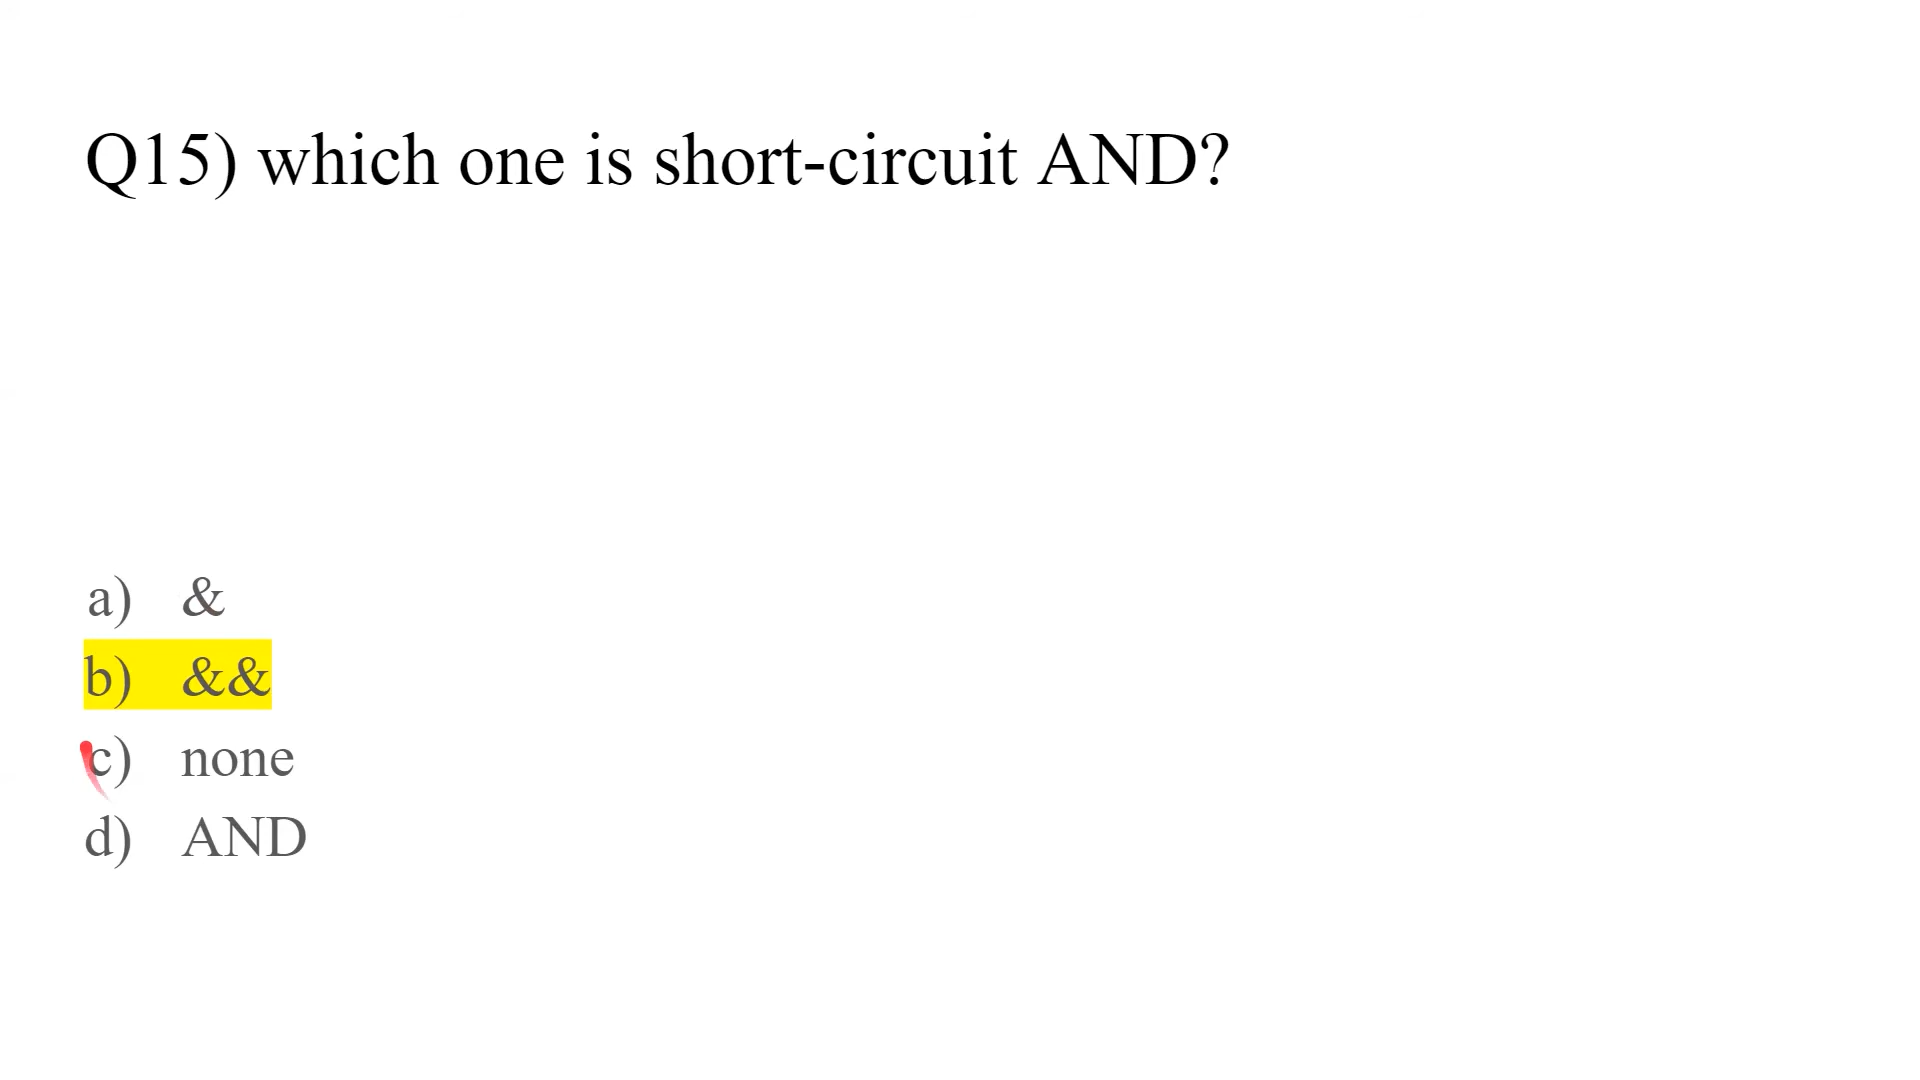 Q15) which one is short-circuit AND?
a) &
b) &&
c) none
d) AND